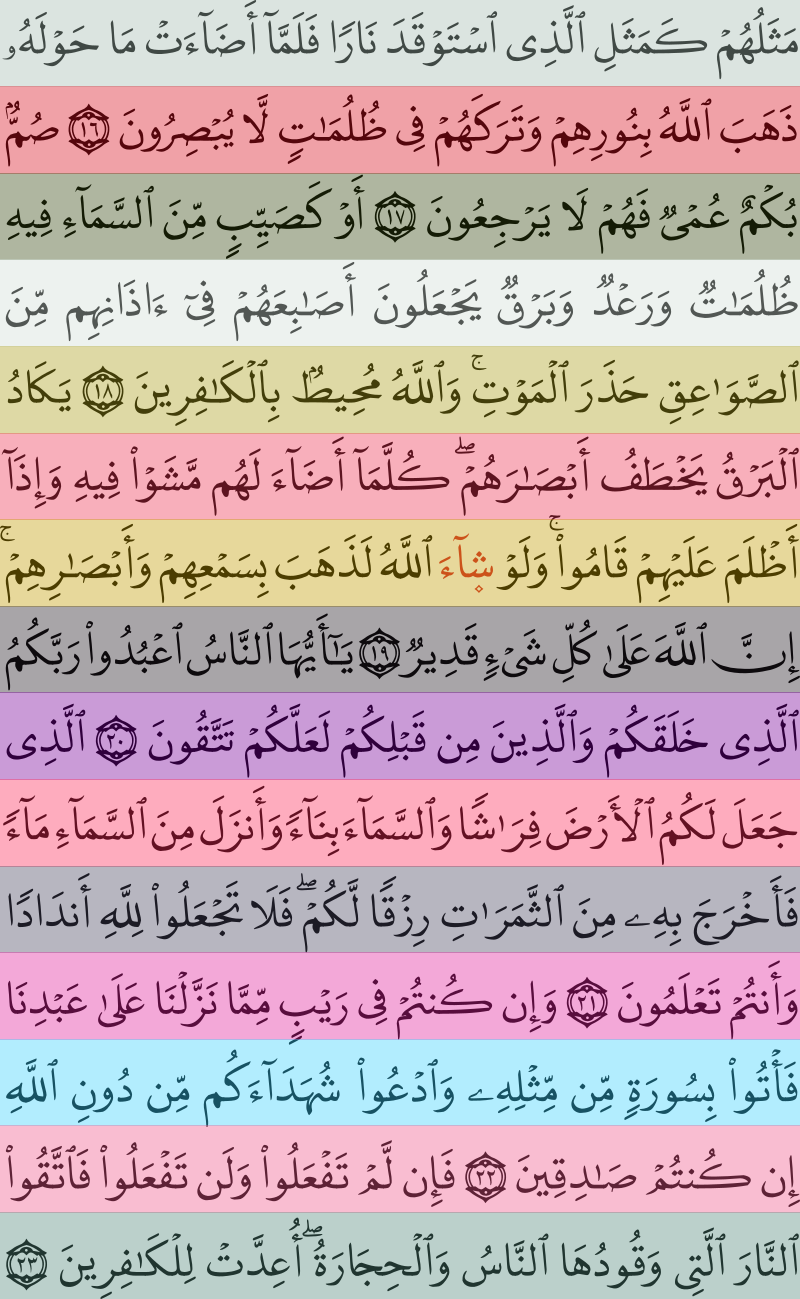 مَثَلُهُمۡ كَمَثَلِ ٱلَّذِى ٱسۡتَوۡقَدَ نَارًا فَلَمَّآ أَضَآءَتۡ مَا حَوۡلَهُۥ
ذَهَبَ ٱللَّهُ بِنُورِهِمۡ وَتَرَكَهُمۡ فِى ظُلُمَـٰتٍ لَّا يُبۡصِرُونَ ١٦ صُمُّۢ
بُكۡمٌ عُمۡىٌ فَهُمۡ لَا يَرۡجِعُونَ ١٧ أَوۡ كَصَيِّبٍ مِّنَ ٱلسَّمَآءِ فِيهِ
ظُلُمَـٰتٌ وَرَعۡدٌ وَبَرۡقٌ يَجۡعَلُونَ أَصَـٰبِعَهُمۡ فِىٓ ءَاذَانِهِم مِّنَ
ٱلصَّوَٰعِقِ حَذَرَ ٱلۡمَوۡتِۚ وَٱللَّهُ مُحِيطُۢ بِٱلۡكَـٰفِرِينَ ١٨ يَكَادُ
ٱلۡبَرۡقُ يَخۡطَفُ أَبۡصَـٰرَهُمۡۖ كُلَّمَآ أَضَآءَ لَهُم مَّشَوۡاْ فِيهِ وَإِذَآ
أَظۡلَمَ عَلَيۡهِمۡ قَامُواْۚ وَلَوۡ شَآءَ ٱللَّهُ لَذَهَبَ بِسَمۡعِهِمۡ وَأَبۡصَـٰرِهِمۡۚ
إِنَّ ٱللَّهَ عَلَىٰ كُلِّ شَىۡءٍ قَدِيرٌ ١٩ يَـٰٓأَيُّهَا ٱلنَّاسُ ٱعۡبُدُواْ رَبَّكُمُ
ٱلَّذِى خَلَقَكُمۡ وَٱلَّذِينَ مِن قَبۡلِكُمۡ لَعَلَّكُمۡ تَتَّقُونَ ٢٠ ٱلَّذِى
جَعَلَ لَكُمُ ٱلۡأَرۡضَ فِرَٰشًا وَٱلسَّمَآءَ بِنَآءً وَأَنزَلَ مِنَ ٱلسَّمَآءِ مَآءً
فَأَخۡرَجَ بِهِۦ مِنَ ٱلثَّمَرَٰتِ رِزۡقًا لَّكُمۡۖ فَلَا تَجۡعَلُواْ لِلَّهِ أَندَادًا
وَأَنتُمۡ تَعۡلَمُونَ ٢١ وَإِن كُنتُمۡ فِى رَيۡبٍ مِّمَّا نَزَّلۡنَا عَلَىٰ عَبۡدِنَا
فَأۡتُواْ بِسُورَةٍ مِّن مِّثۡلِهِۦ وَٱدۡعُواْ شُهَدَآءَكُم مِّن دُونِ ٱللَّهِ
إِن كُنتُمۡ صَـٰدِقِينَ ٢٢ فَإِن لَّمۡ تَفۡعَلُواْ وَلَن تَفۡعَلُواْ فَٱتَّقُواْ
ٱلنَّارَ ٱلَّتِى وَقُودُهَا ٱلنَّاسُ وَٱلۡحِجَارَةُۖ أُعِدَّتۡ لِلۡكَـٰفِرِينَ ٢٣